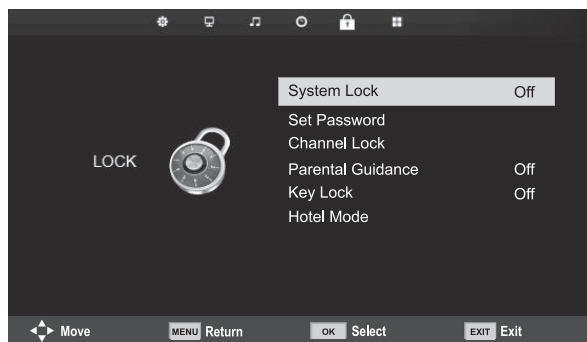 System Lock Off
Set Password
Channel Lock
LOCK
Parental Guidance Off
Key Lock Off
Hotel Mode
Move MENU Return OK Select EXIT Exit